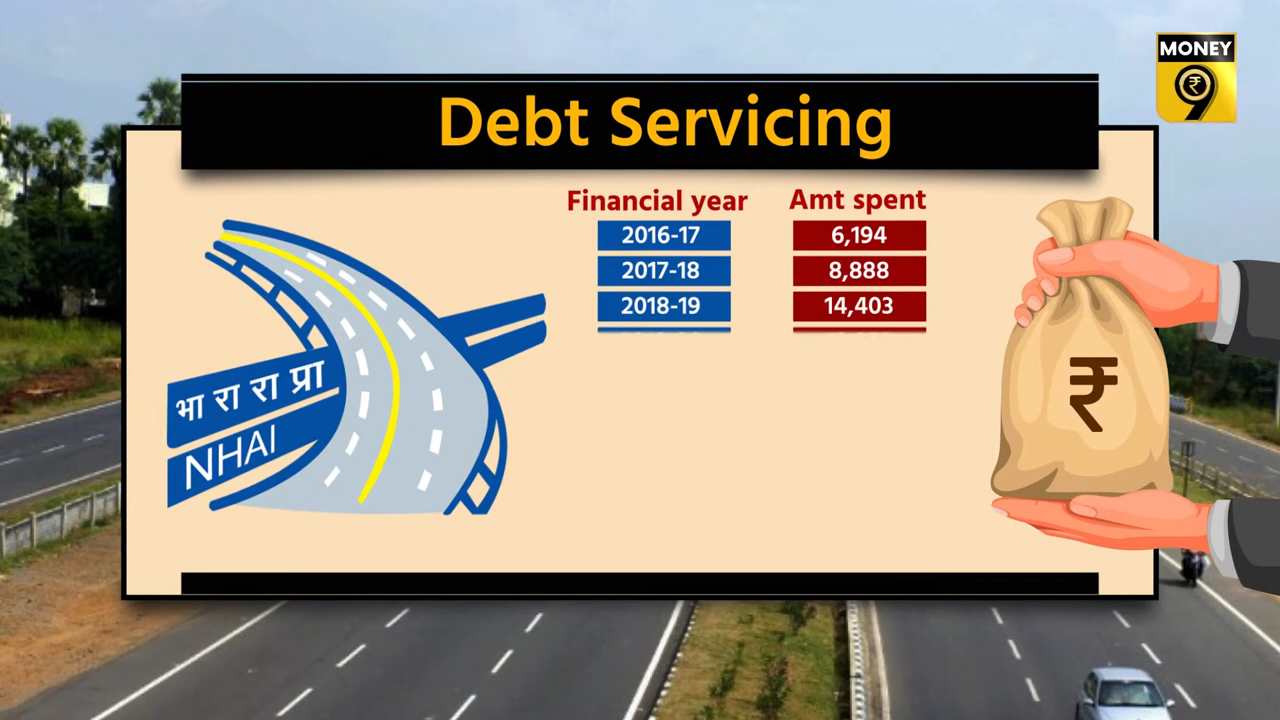 MONEY
₹
9
Debt Servicing
Financial year Amt spent
2016-17 6,194
2017-18 8,888
2018-19 14,403
भा रा रा प्रा
NHAI
₹